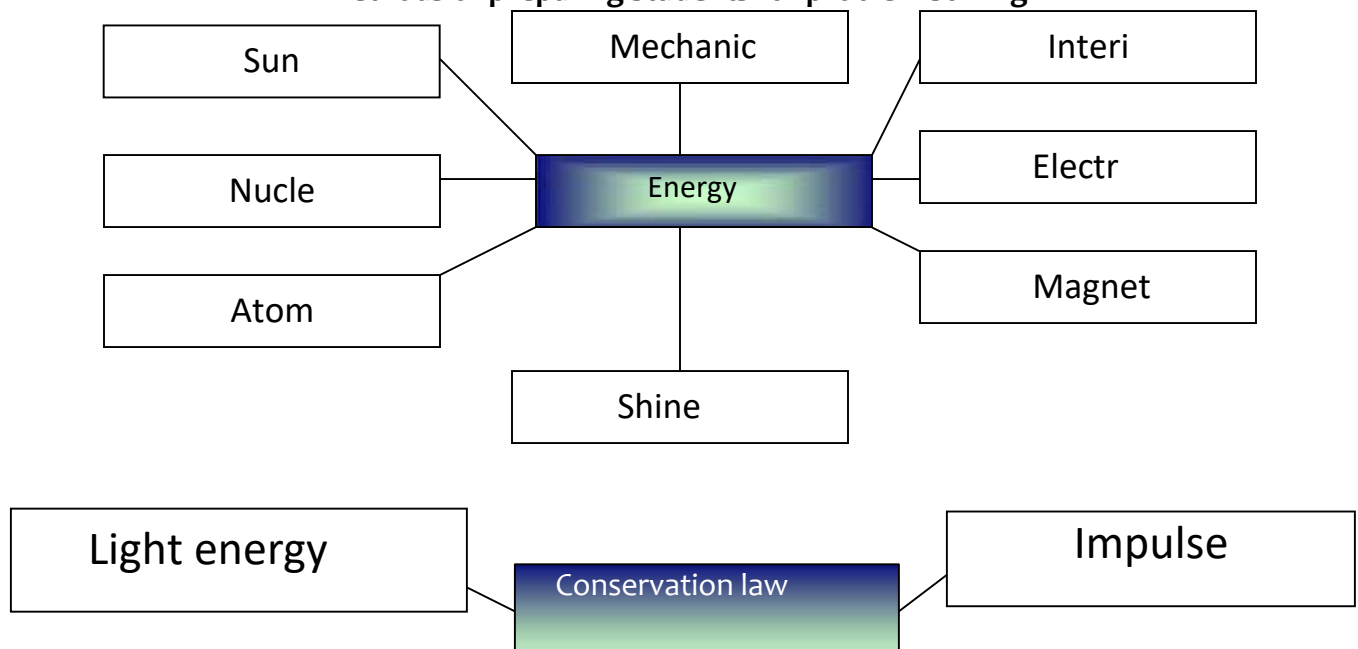 Sun
Mechanic
Interi
Nucle
Energy
Electr
Atom
Magnet
Shine
Light energy
Conservation law
Impulse